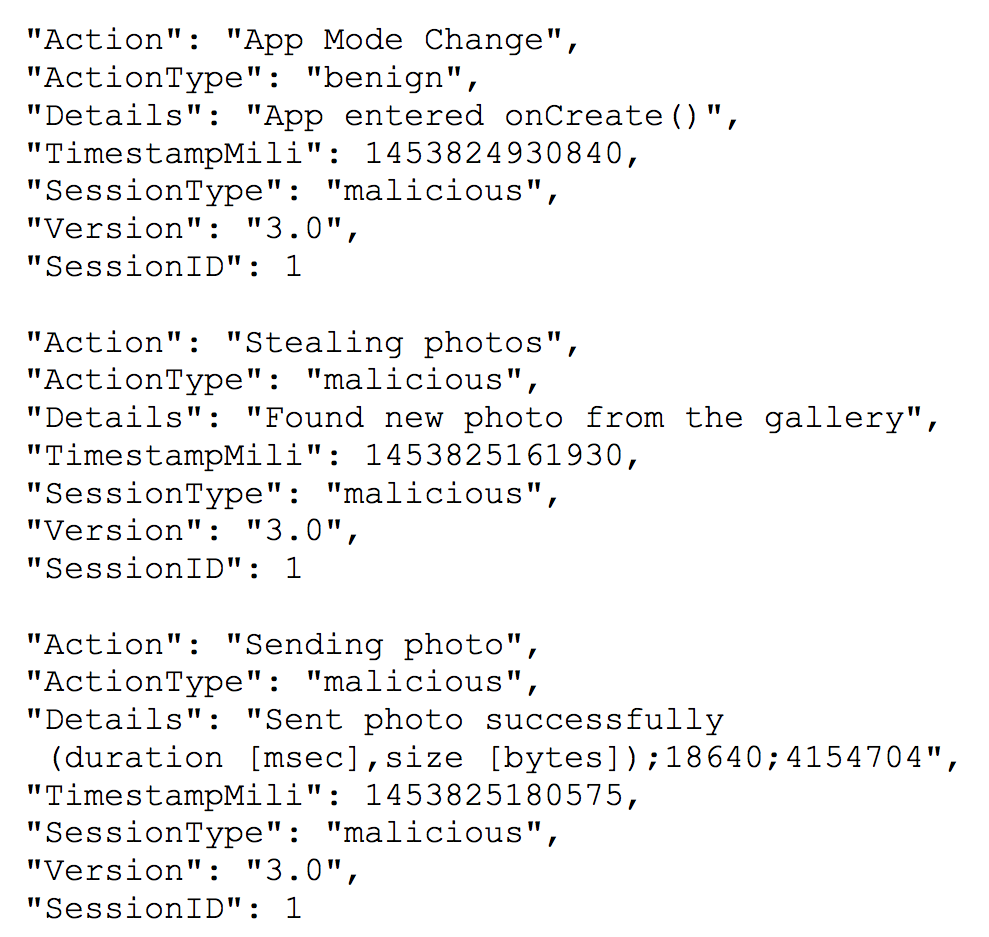 "Action": "App Mode Change",
"ActionType": "benign",
"Details": "App entered onCreate()",
"TimestampMili": 1453824930840,
"SessionType": "malicious",
"Version": "3.0",
"SessionID": 1

"Action": "Stealing photos",
"ActionType": "malicious",
"Details": "Found new photo from the gallery",
"TimestampMili": 1453825161930,
"SessionType": "malicious",
"Version": "3.0",
"SessionID": 1

"Action": "Sending photo",
"ActionType": "malicious",
"Details": "Sent photo successfully
 (duration [msec],size [bytes]);18640;4154704",
"TimestampMili": 1453825180575,
"SessionType": "malicious",
"Version": "3.0",
"SessionID": 1